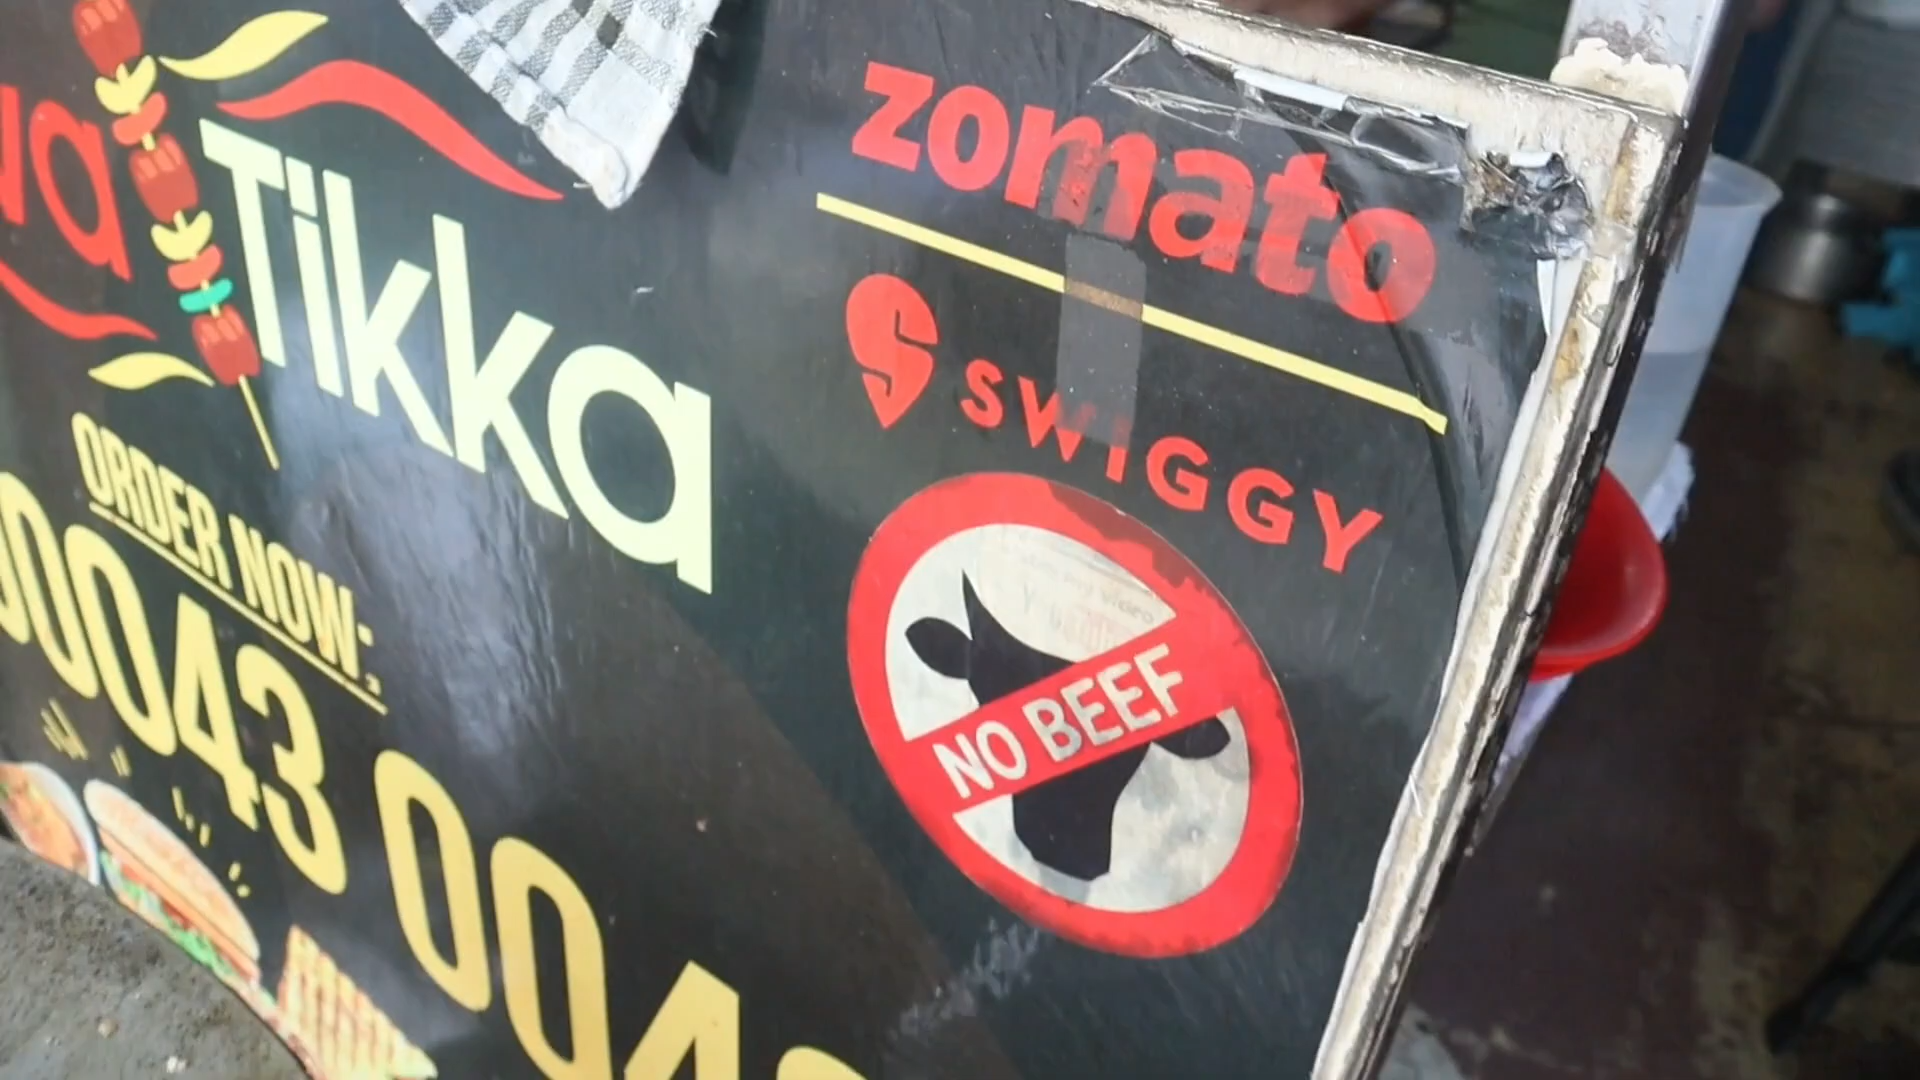 Tikka
ORDER NOW:
0043 004
zomato
SWIGGY
NO BEEF